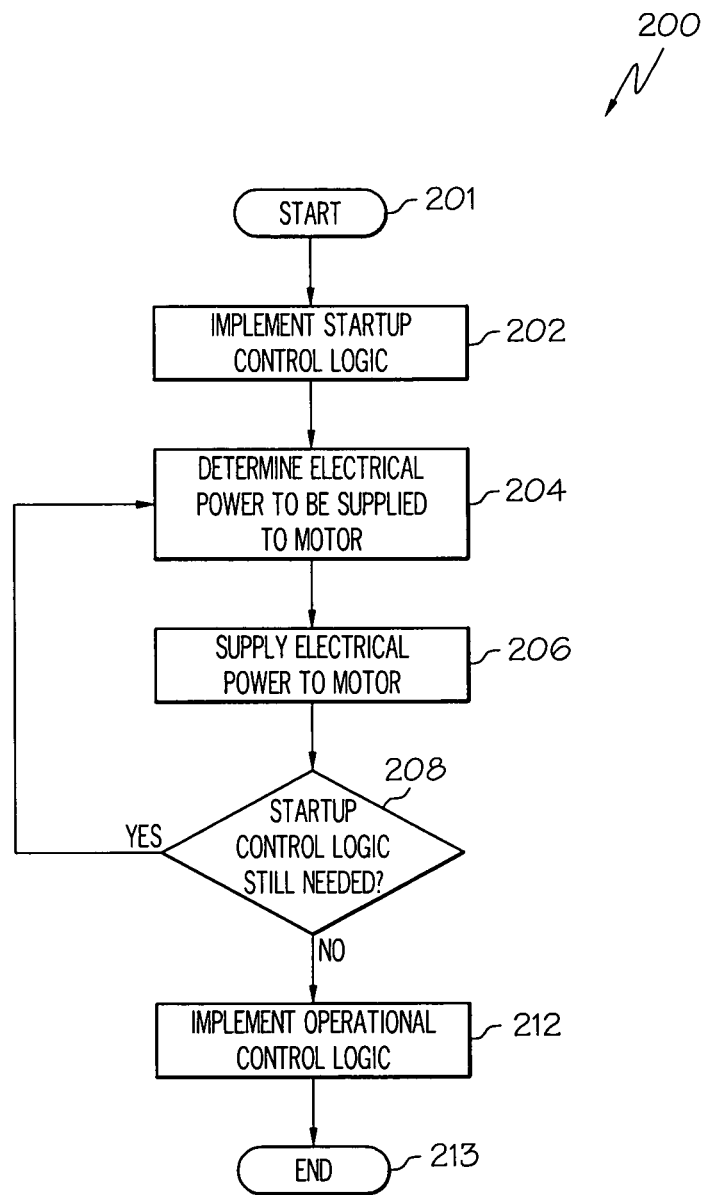 200
START
201
IMPLEMENT STARTUP
CONTROL LOGIC
202
DETERMINE ELECTRICAL
POWER TO BE SUPPLIED
TO MOTOR
204
SUPPLY ELECTRICAL
POWER TO MOTOR
206
208
STARTUP
CONTROL LOGIC
STILL NEEDED?
YES
NO
IMPLEMENT OPERATIONAL
CONTROL LOGIC
212
END
213